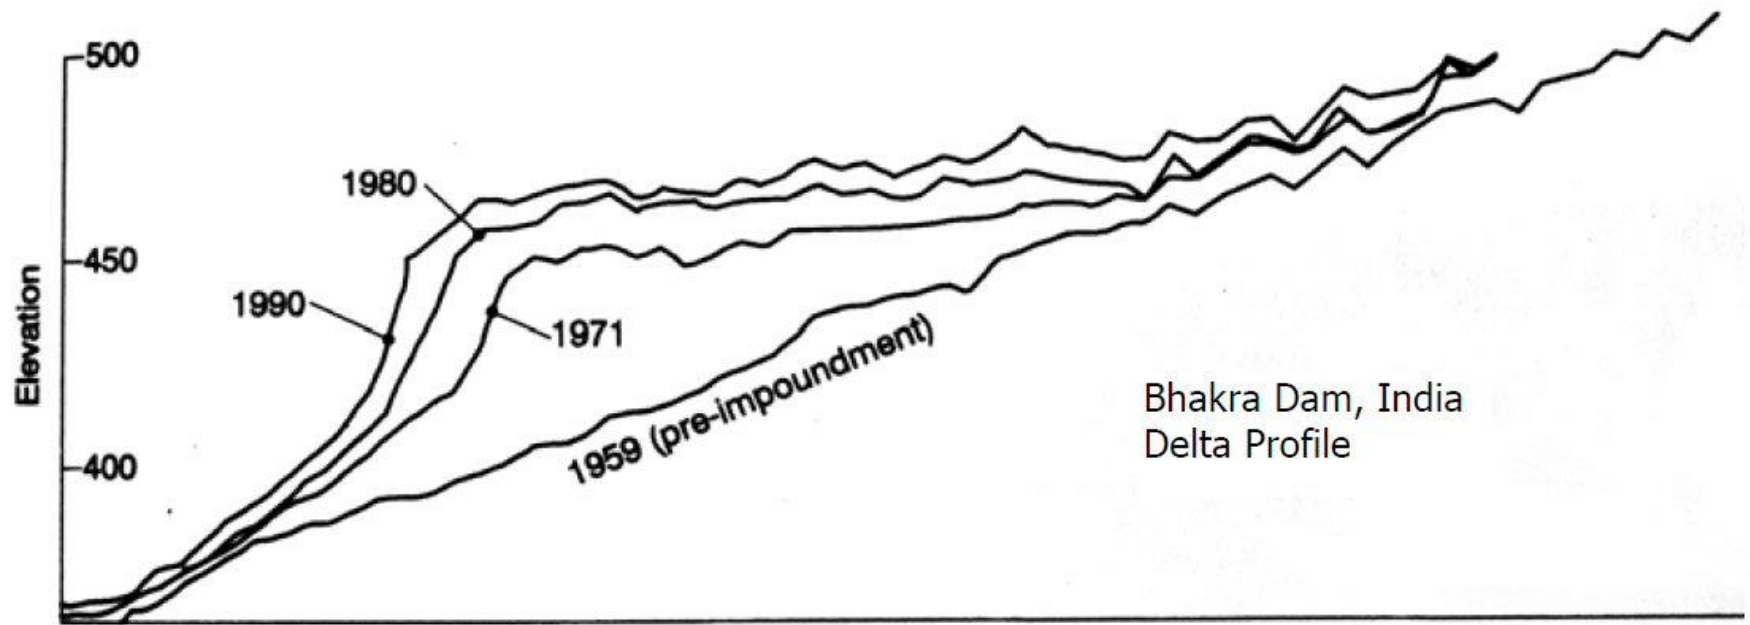 500
1980
450
1990
1971
Elevation
1959 (pre-impoundment)
Bhakra Dam, India
Delta Profile
400